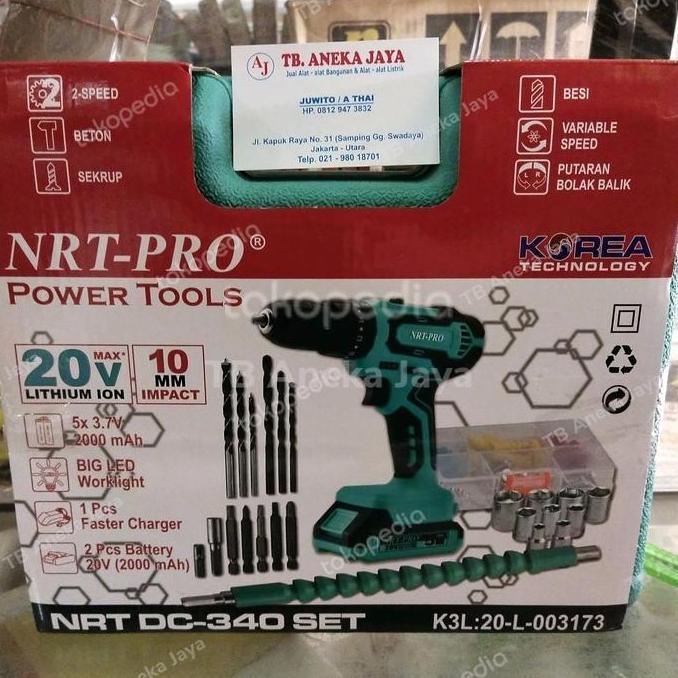 AJ
TB. ANEKA JAYA
Jual Alat - alat Bangunan & Alat - alat Listrik
JUWITO / A THAI
HP. 0812 947 3832
Jl. Kapuk Raya No. 31 (Samping Gg. Swadaya)
Jakarta - Utara
Telp. 021 - 980 18701
2
2-SPEED
BETON
SEKRUP
BESI
VARIABLE
SPEED
L R
PUTARAN
BOLAK BALIK
NRT-PRO®
POWER TOOLS
KOREA
TECHNOLOGY
20V MAX*
LITHIUM ION
10
MM
IMPACT
5x 3.7V
2000 mAh
BIG LED
Worklight
1 Pcs
Faster Charger
2 Pcs Battery
20V (2000 mAh)
NRT-PRO
NRT DC-340 SET
K3L:20-L-003173
tokopedia
TB Aneka Jaya